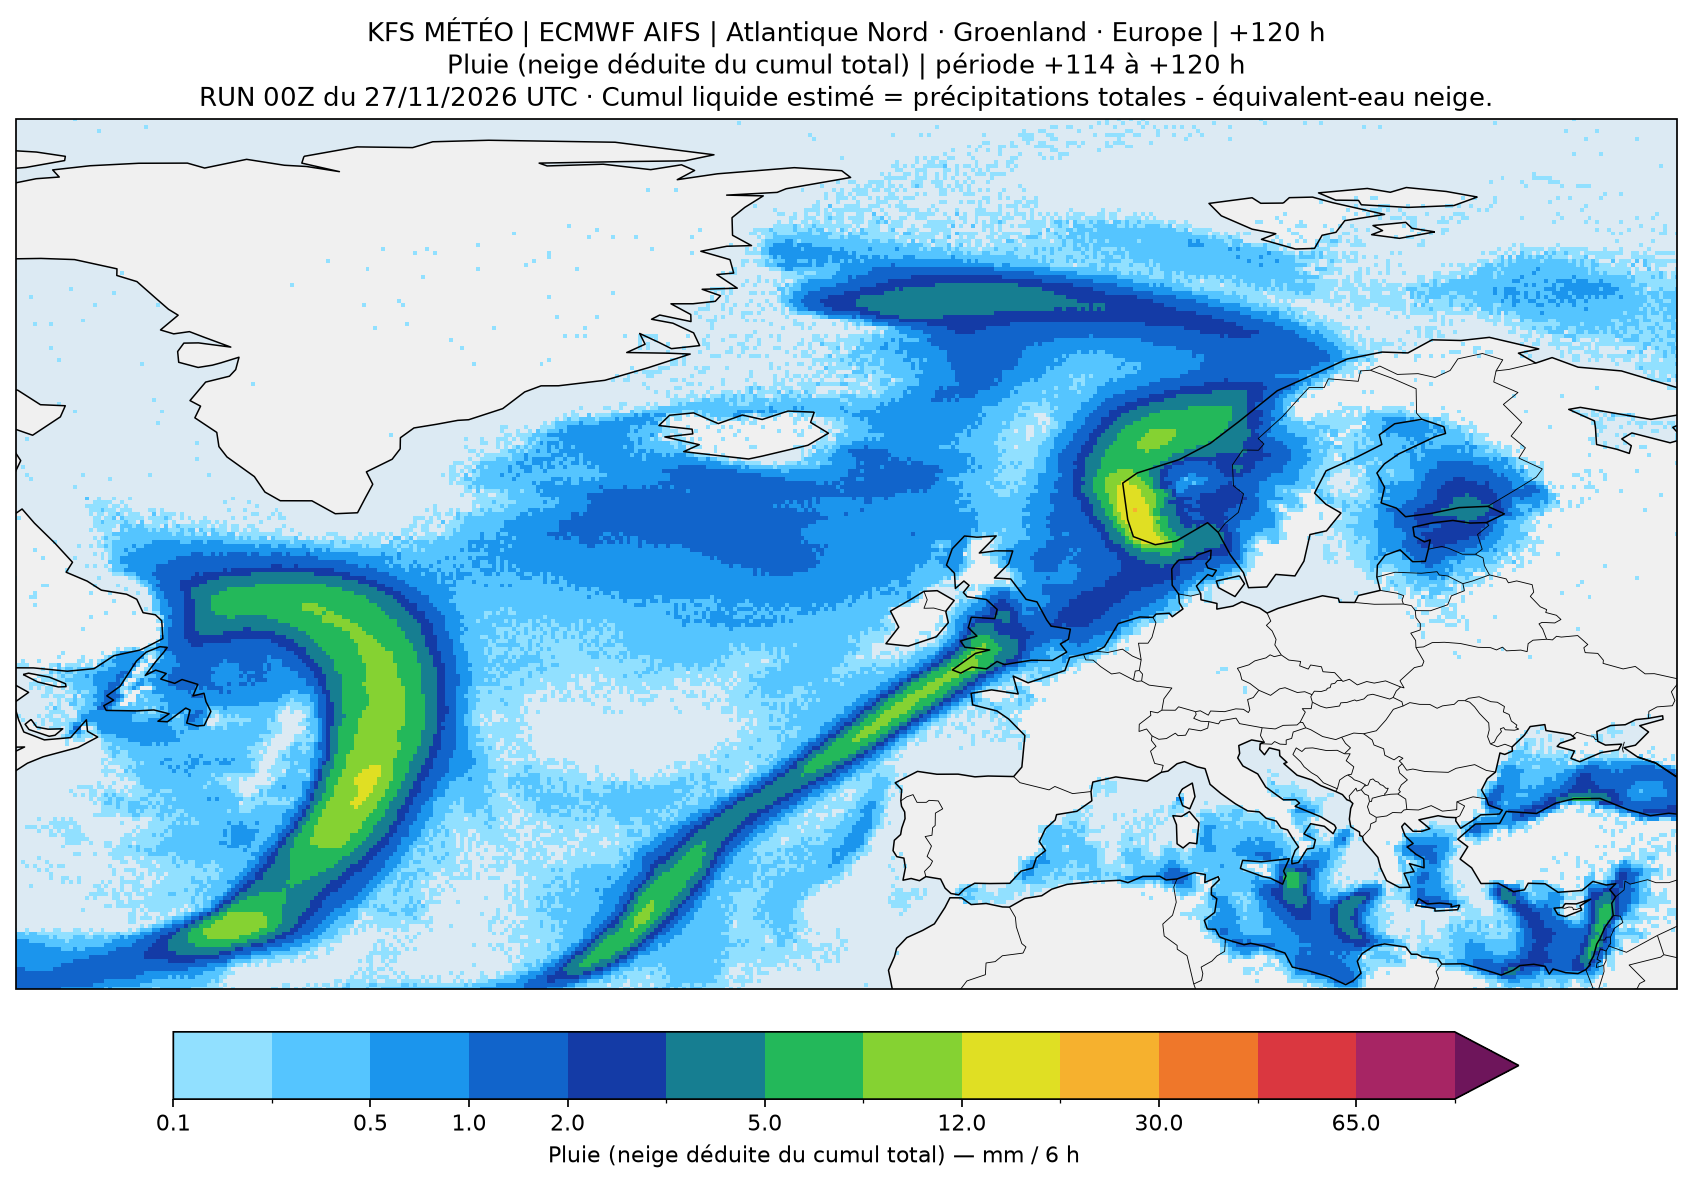 KFS MÉTÉO | ECMWF AIFS | Atlantique Nord · Groenland · Europe | +120 h
Pluie (neige déduite du cumul total) | période +114 à +120 h
RUN 00Z du 27/11/2026 UTC · Cumul liquide estimé = précipitations totales - équivalent-eau neige.
0.1 0.5 1.0 2.0 5.0 12.0 30.0 65.0
Pluie (neige déduite du cumul total) — mm / 6 h